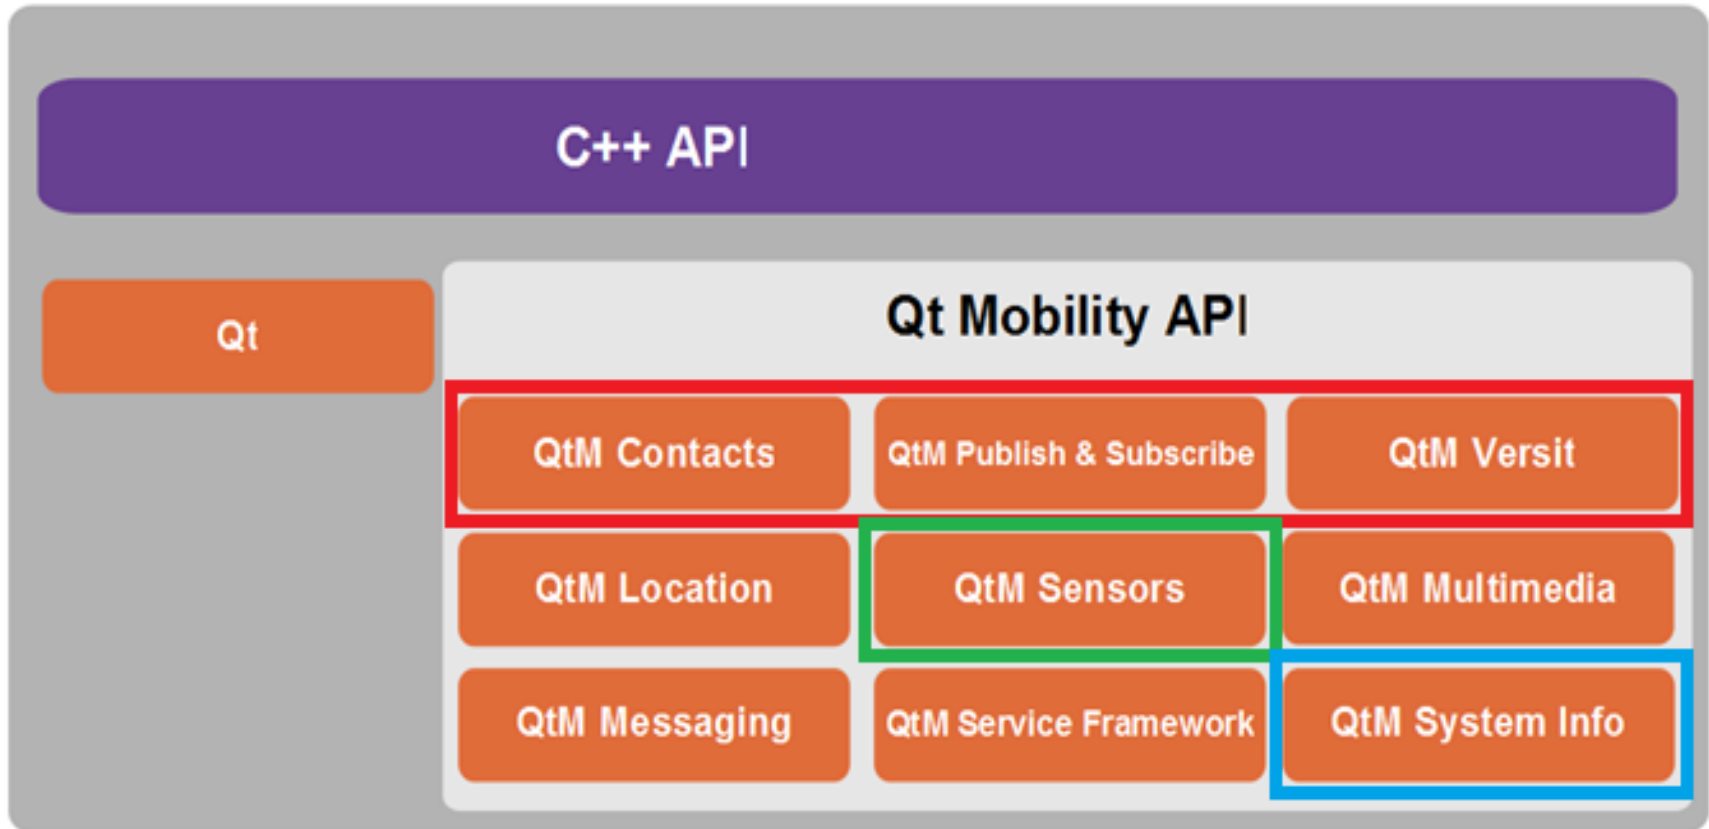 C++ API
Qt
Qt Mobility API
QtM Contacts
QtM Publish & Subscribe
QtM Versit
QtM Location
QtM Sensors
QtM Multimedia
QtM Messaging
QtM Service Framework
QtM System Info